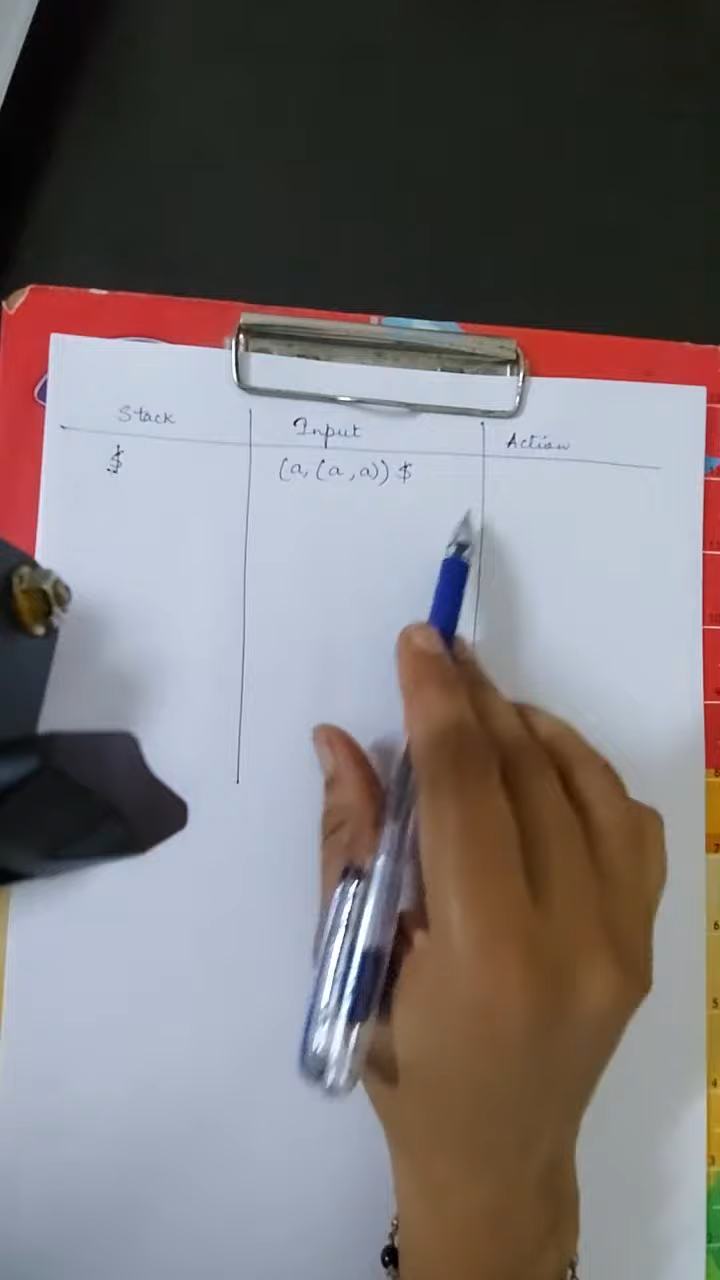 Stack Input Action
$ (a, (a, a)) $